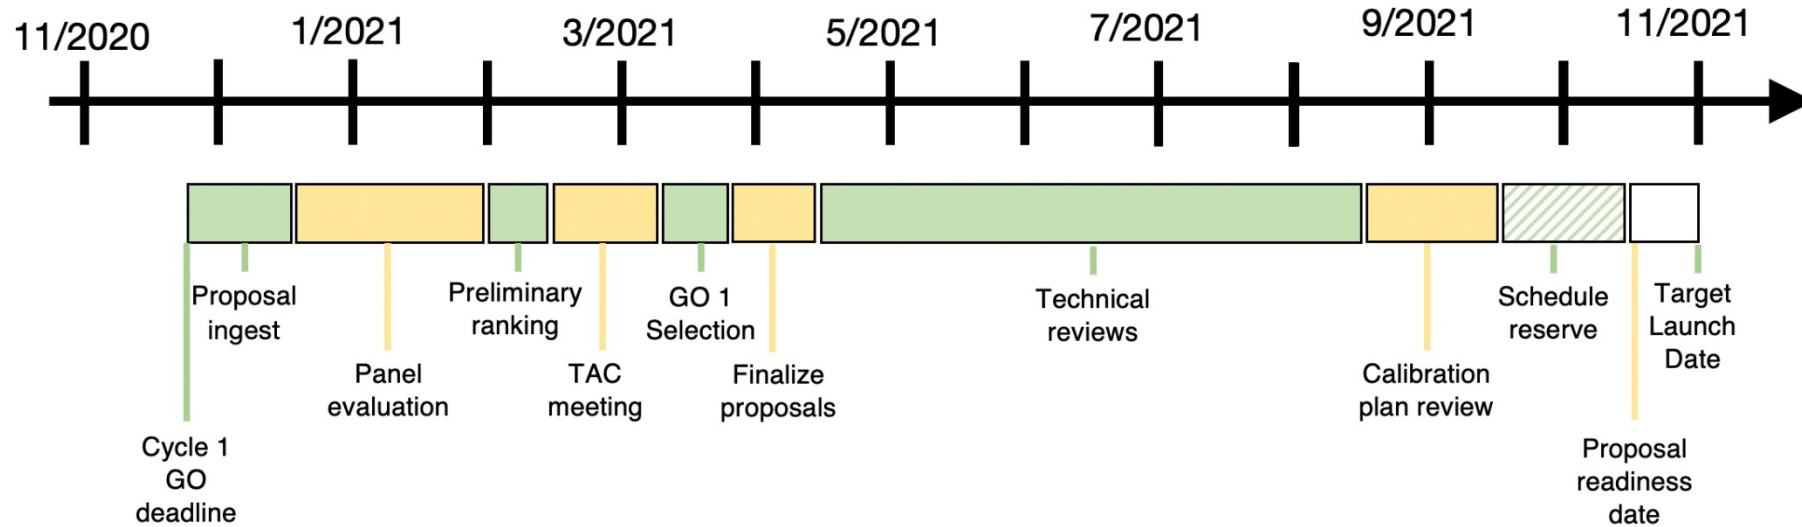 11/2020
1/2021
3/2021
5/2021
7/2021
9/2021
11/2021
Proposal
ingest
Preliminary
ranking
GO 1
Selection
Technical
reviews
Schedule
reserve
Target
Launch
Date
Panel
evaluation
TAC
meeting
Finalize
proposals
Calibration
plan review
Cycle 1
GO
deadline
Proposal
readiness
date